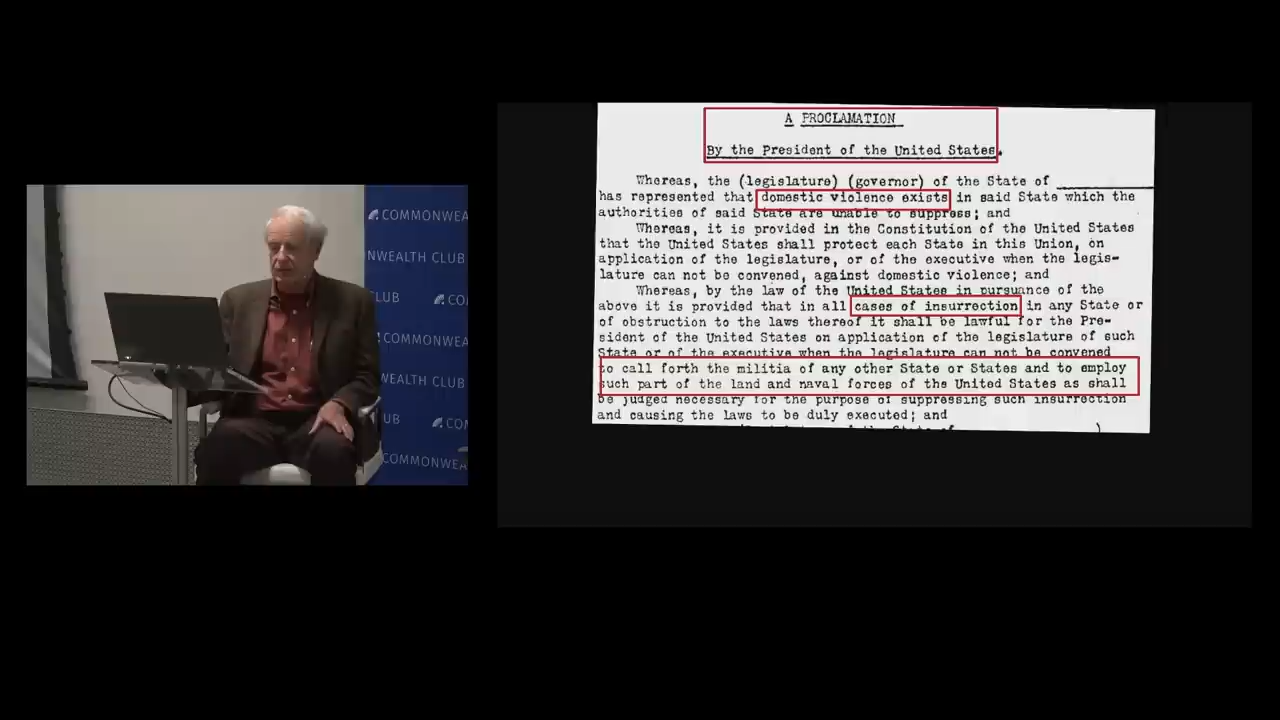 COMMONWEA
NWEALTH CLUB
CLUB
COM
COMMONWEA
WEALTH CLUB
UB
COM
COMMONWEA
A PROCLAMATION
By the President of the United States.
Whereas, the (legislature) (governor) of the State of
has represented that domestic violence exists in said State which the
authorities of said State are unable to suppress; and
Whereas, it is provided in the Constitution of the United States
that the United States shall protect each State in this Union, on
application of the legislature, or of the executive when the legis-
lature can not be convened, against domestic violence; and
Whereas, by the law of the United States in pursuance of the
above it is provided that in all cases of insurrection in any State or
of obstruction to the laws thereof it shall be lawful for the Pre-
sident of the United States on application of the legislature of such
State or of the executive when the legislature can not be convened
to call forth the militia of any other State or States and to employ
such part of the land and naval forces of the United States as shall
be judged necessary for the purpose of suppressing such insurrection
and causing the Laws to be duly executed; and